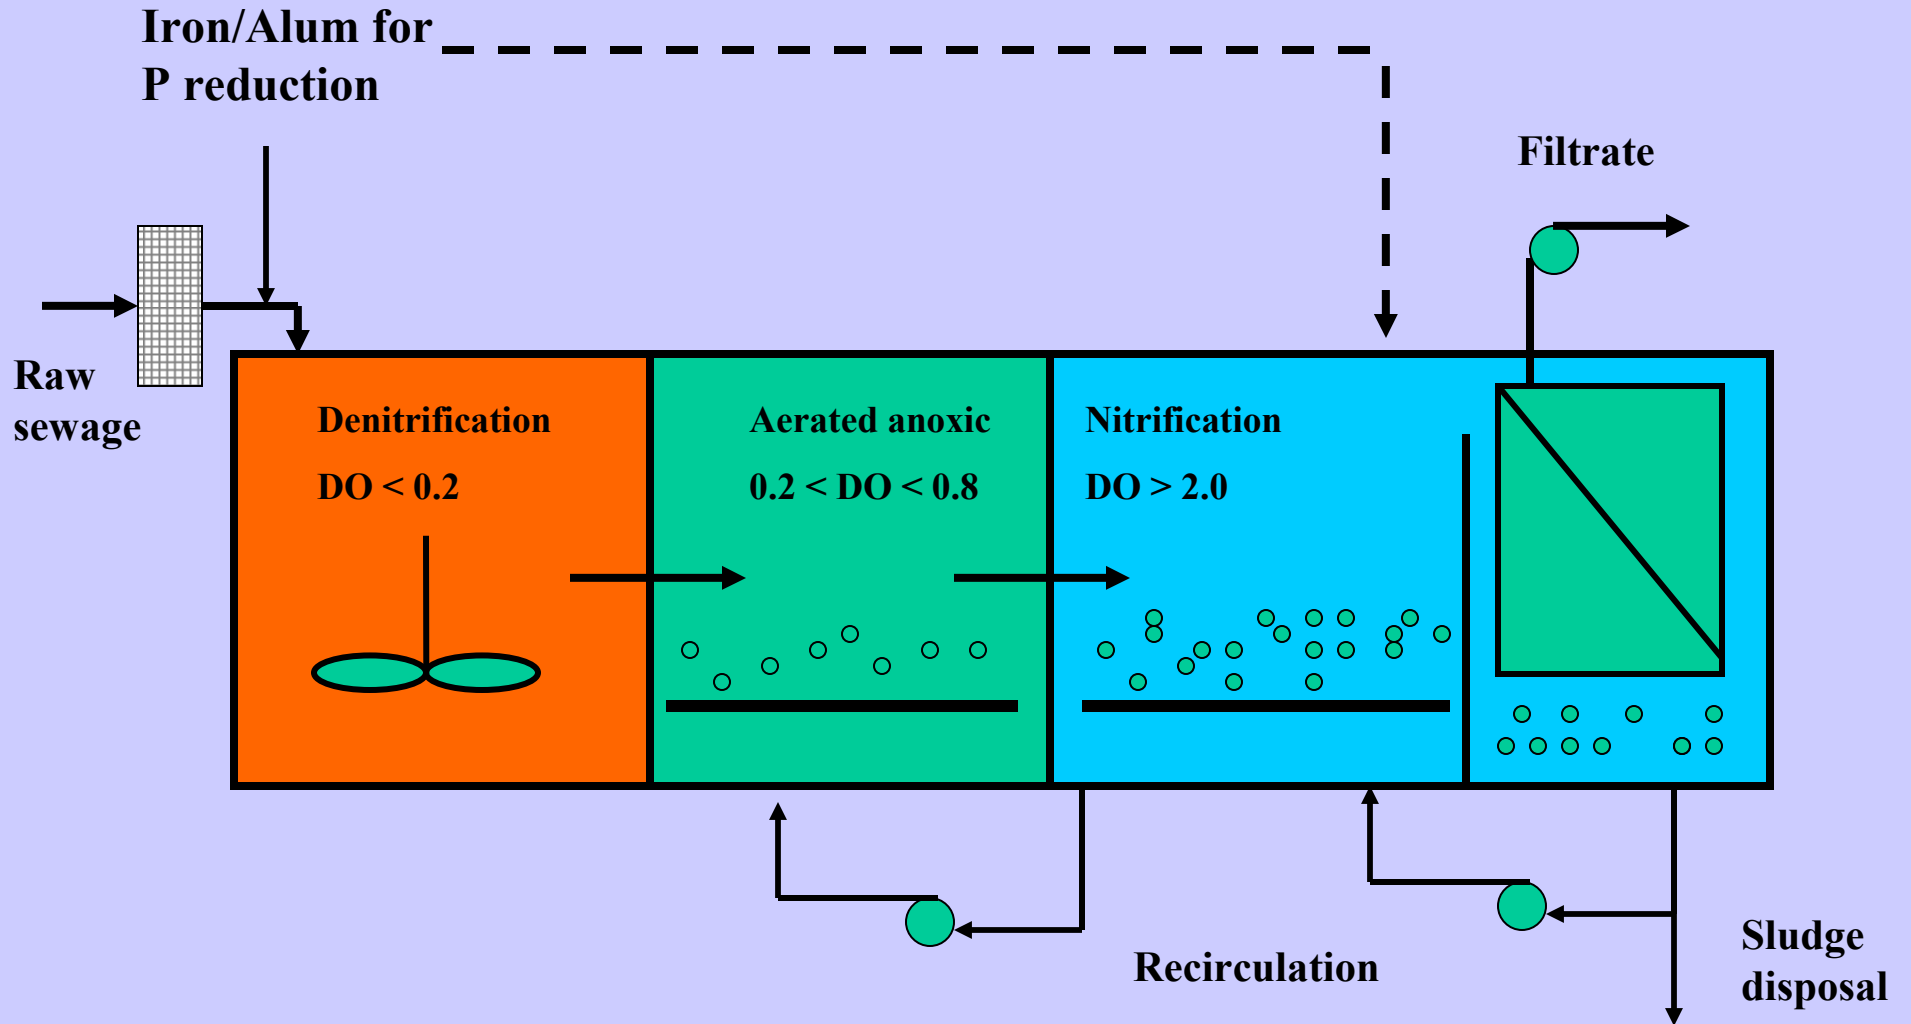 Iron/Alum for
P reduction
Filtrate
Raw
sewage
Denitrification
DO < 0.2
Aerated anoxic
0.2 < DO < 0.8
Nitrification
DO > 2.0
Recirculation
Sludge
disposal